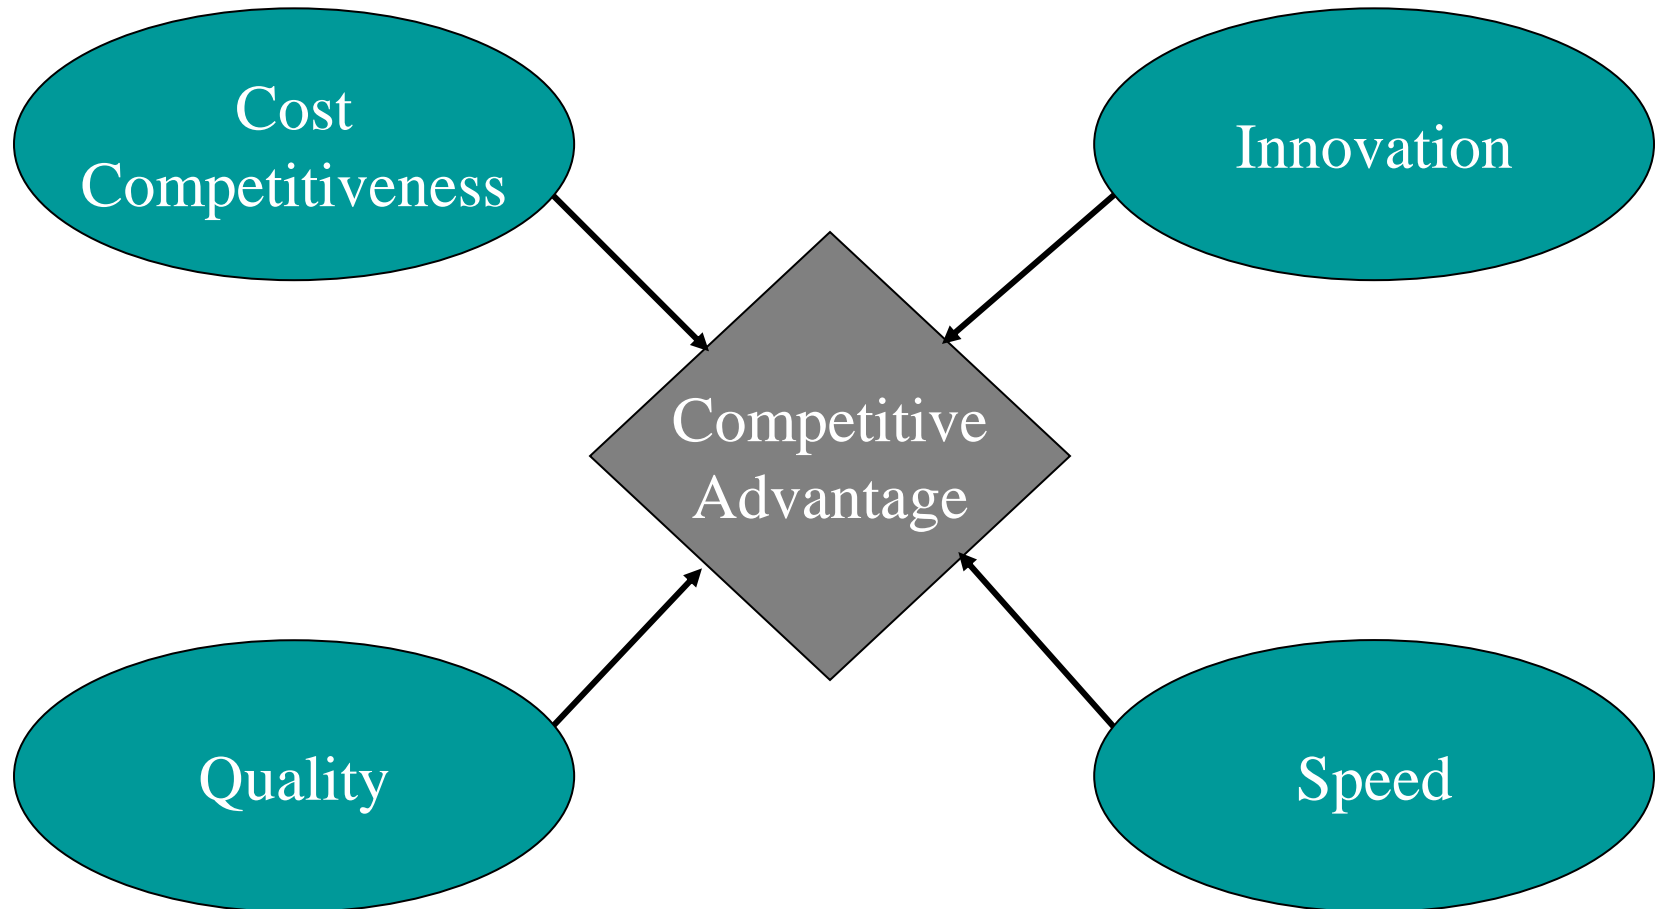 Cost
Competitiveness
Innovation
Competitive
Advantage
Quality
Speed